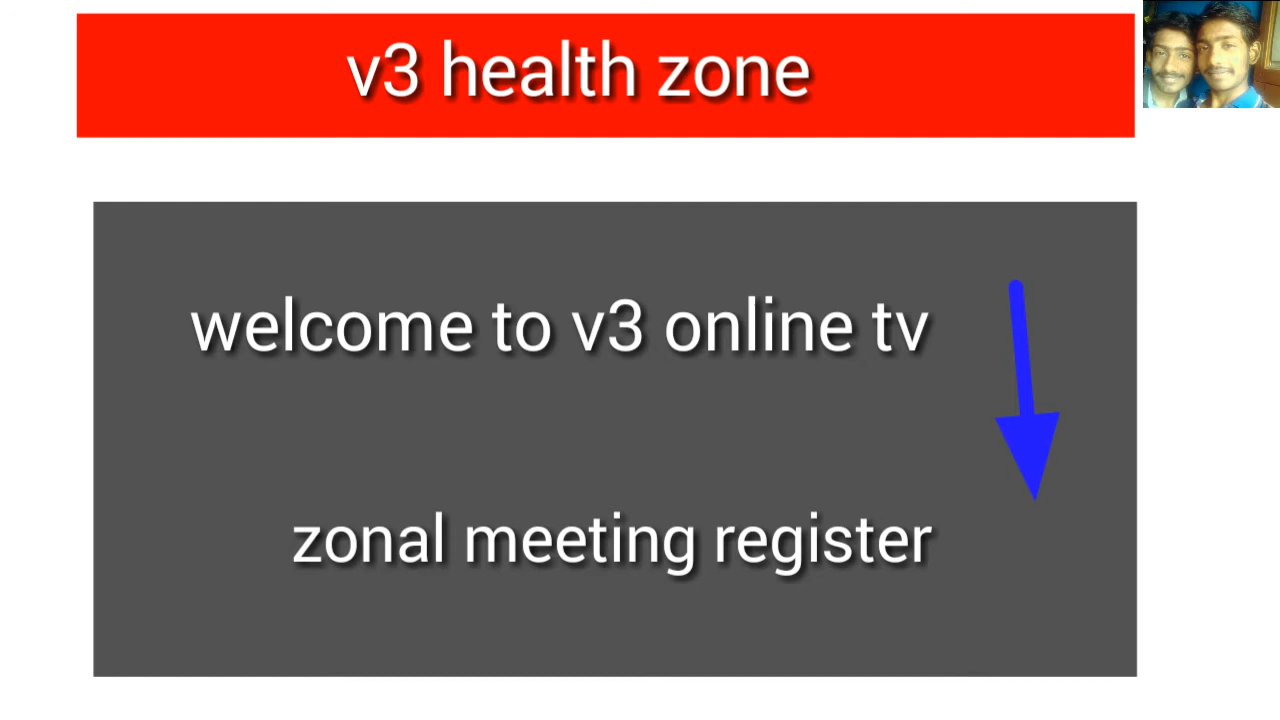 v3 health zone
welcome to v3 online tv
zonal meeting register